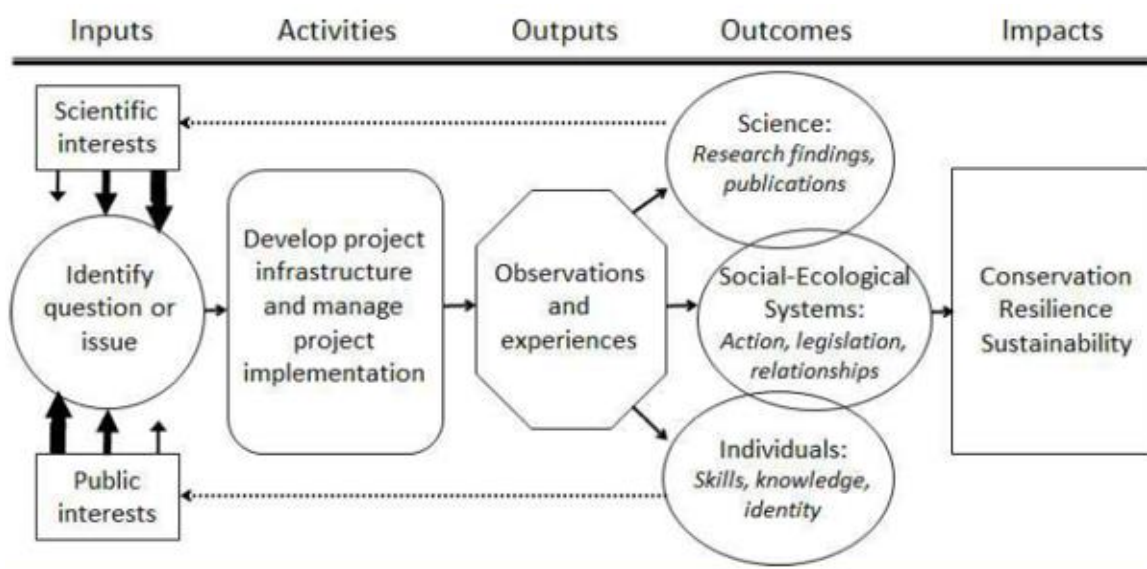 Inputs Activities Outputs Outcomes Impacts
Scientific
interests
Identify
question or
issue
Public
interests
Develop project
infrastructure
and manage
project
implementation
Observations
and
experiences
Science:
Research findings,
publications
Social-Ecological
Systems:
Action, legislation,
relationships
Individuals:
Skills, knowledge,
identity
Conservation
Resilience
Sustainability